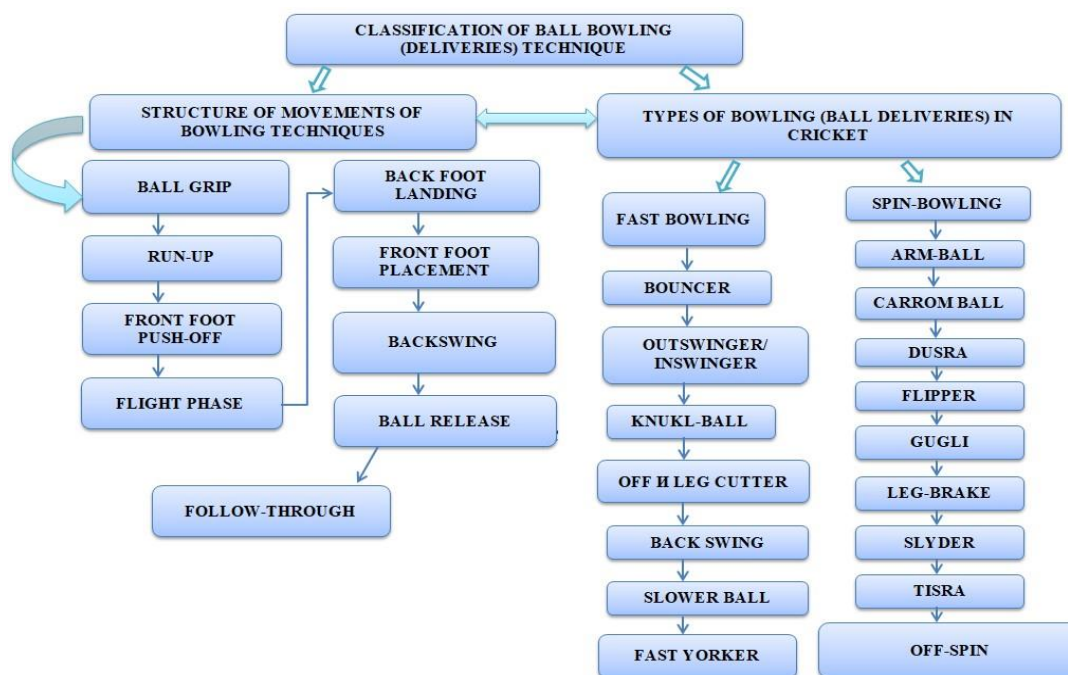 CLASSIFICATION OF BALL BOWLING
(DELIVERIES) TECHNIQUE
STRUCTURE OF MOVEMENTS OF
BOWLING TECHNIQUES
BALL GRIP
RUN-UP
FRONT FOOT
PUSH-OFF
FLIGHT PHASE
BACK FOOT
LANDING
FRONT FOOT
PLACEMENT
BACKSWING
BALL RELEASE
FOLLOW-THROUGH
TYPES OF BOWLING (BALL DELIVERIES) IN
CRICKET
FAST BOWLING
BOUNCER
OUTSWINGER/
INSWINGER
KNUKL-BALL
OFF И LEG CUTTER
BACK SWING
SLOWER BALL
FAST YORKER
SPIN-BOWLING
ARM-BALL
CARROM BALL
DUSRA
FLIPPER
GUGLI
LEG-BRAKE
SLYDER
TISRA
OFF-SPIN